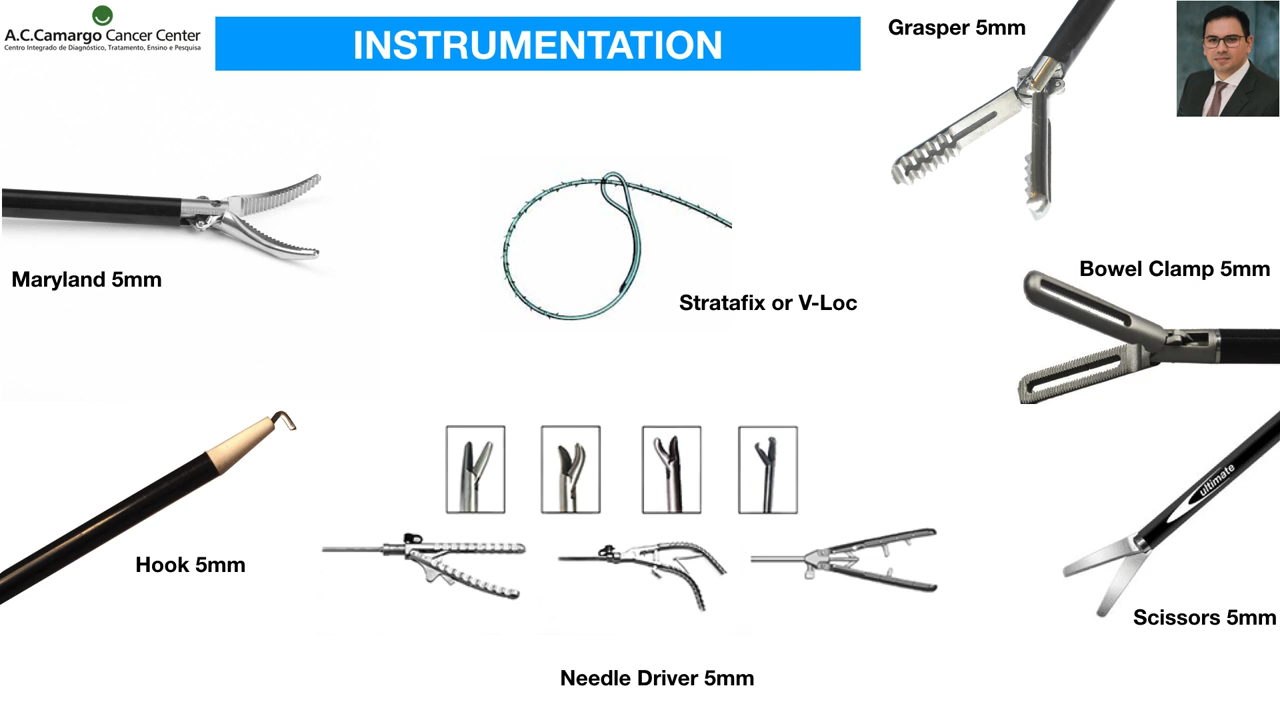 A.C.Camargo Cancer Center
Centro Integrado de Diagnóstico, Tratamento, Ensino e Pesquisa
INSTRUMENTATION
Grasper 5mm
Maryland 5mm
Stratafix or V-Loc
Bowel Clamp 5mm
Hook 5mm
ultimate
Scissors 5mm
Needle Driver 5mm